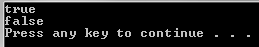 true
false
Press any key to continue . . .